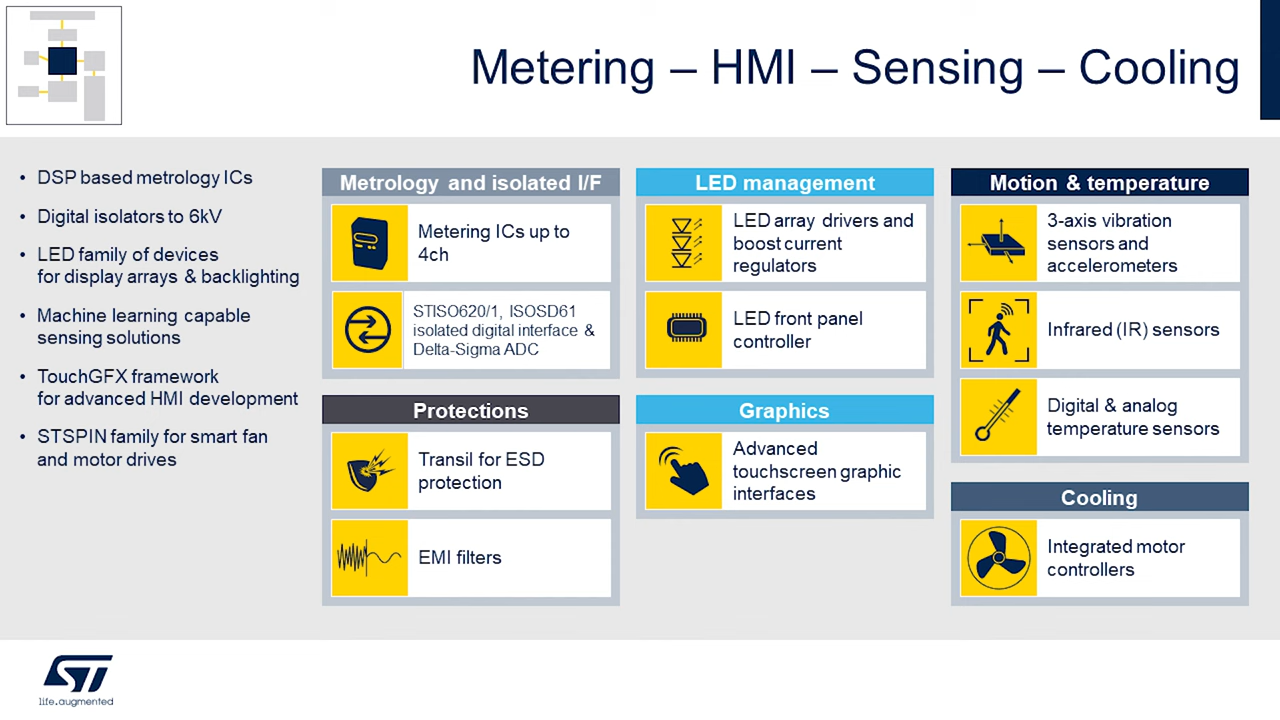 Metering – HMI – Sensing – Cooling
• DSP based metrology ICs
• Digital isolators to 6kV
• LED family of devices
for display arrays & backlighting
• Machine learning capable
sensing solutions
• TouchGFX framework
for advanced HMI development
• STSPIN family for smart fan
and motor drives
Metrology and isolated I/F
Metering ICs up to
4ch
STISO620/1, ISOSD61
isolated digital interface &
Delta-Sigma ADC
Protections
Transil for ESD
protection
EMI filters
LED management
LED array drivers and
boost current
regulators
LED front panel
controller
Graphics
Advanced
touchscreen graphic
interfaces
Motion & temperature
3-axis vibration
sensors and
accelerometers
Infrared (IR) sensors
Digital & analog
temperature sensors
Cooling
Integrated motor
controllers
ST
life.augmented